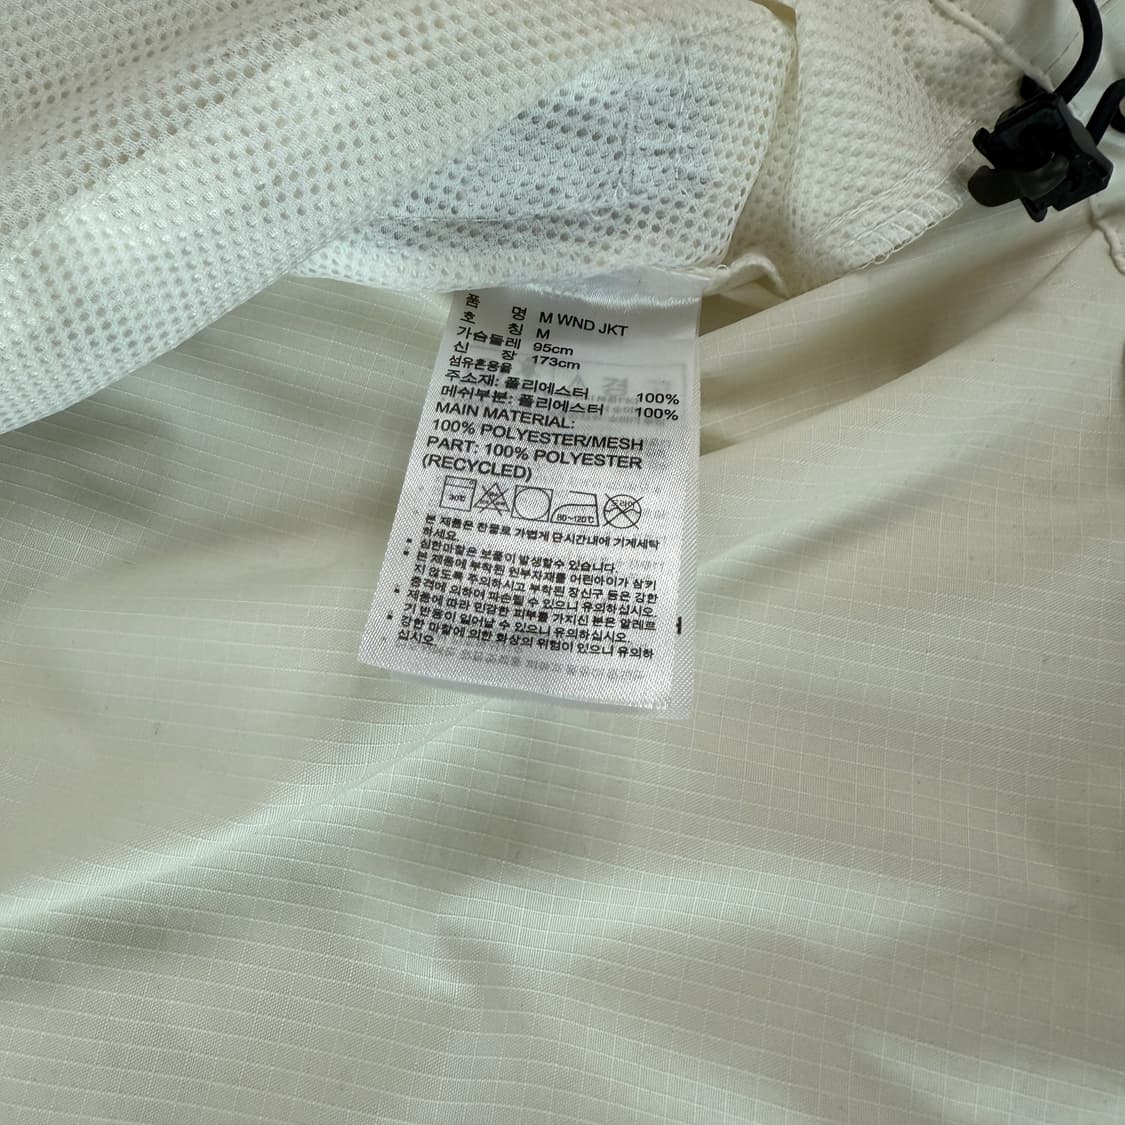 품 명 M WND JKT
호 칭 M
가슴둘레 95cm
신 장 173cm
섬유혼용율
주소재: 폴리에스터 100%
메쉬부분: 폴리에스터 100%
MAIN MATERIAL:
100% POLYESTER/MESH
PART: 100% POLYESTER
(RECYCLED)
30℃ 80~120℃ 드라이
본 제품은 찬물로 가볍게 단시간내에 기계세탁
하세요
• 심한마찰은 보풀이 발생할수 있습니다.
• 본 제품에 부착된 원부자재를 어린아이가 삼키
지 않도록 주의하시고 부착된 장신구 등은 강한
충격에 의하여 파손될 수 있으니 유의하십시오.
• 제품에 따라 민감한 피부를 가지신 분은 알레르
기 반응이 일어날 수 있으니 유의하십시오.
• 강한 마찰에 의한 화상의 위험이 있으니 유의하
십시오.